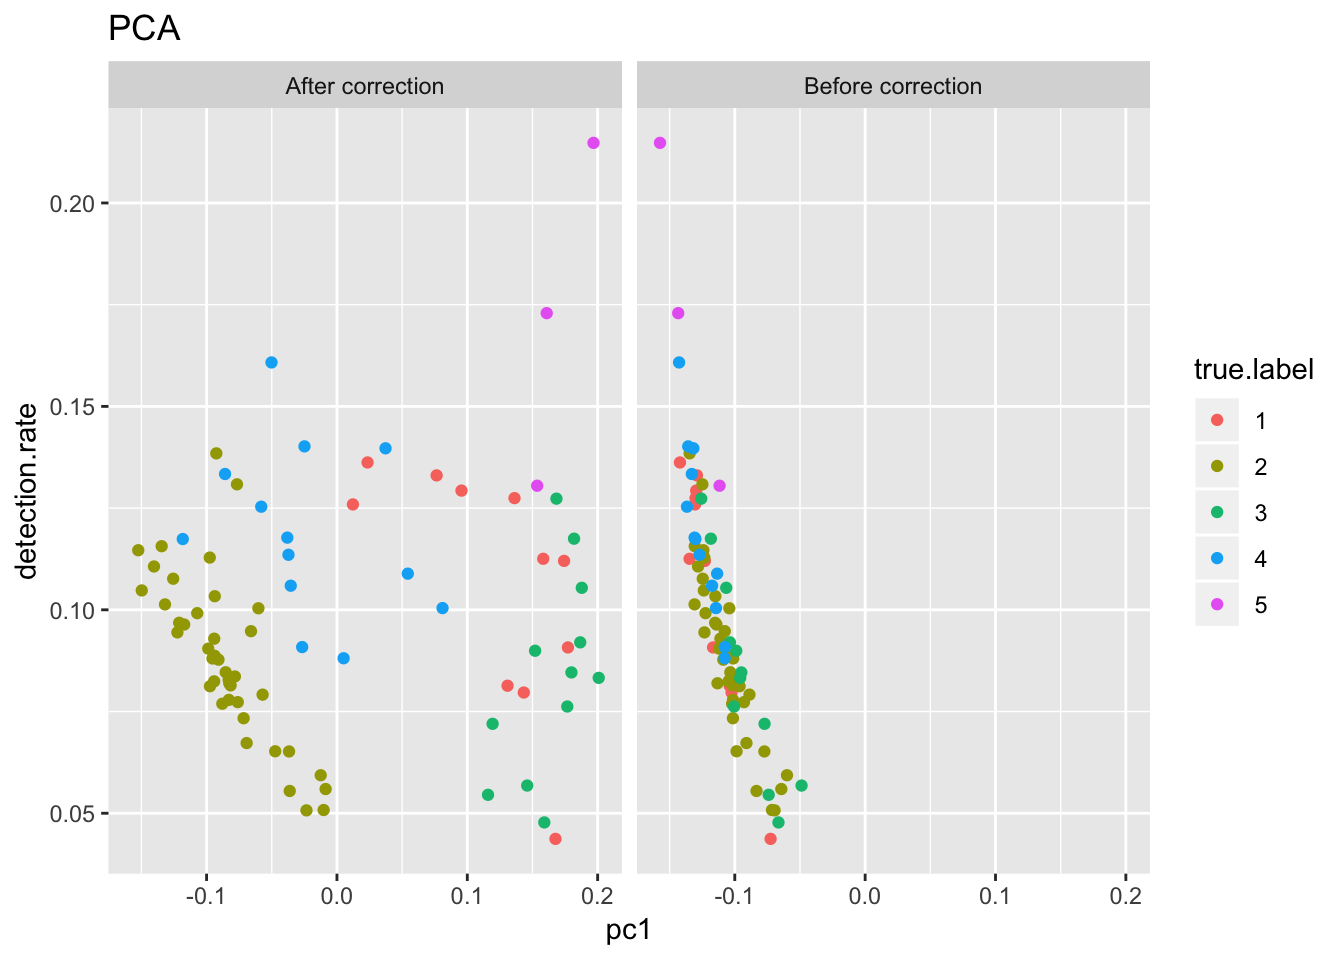 PCA
After correction
Before correction
detection.rate
0.20
0.15
0.10
0.05
-0.1 0.0 0.1 0.2
-0.1 0.0 0.1 0.2
pc1
true.label
1
2
3
4
5